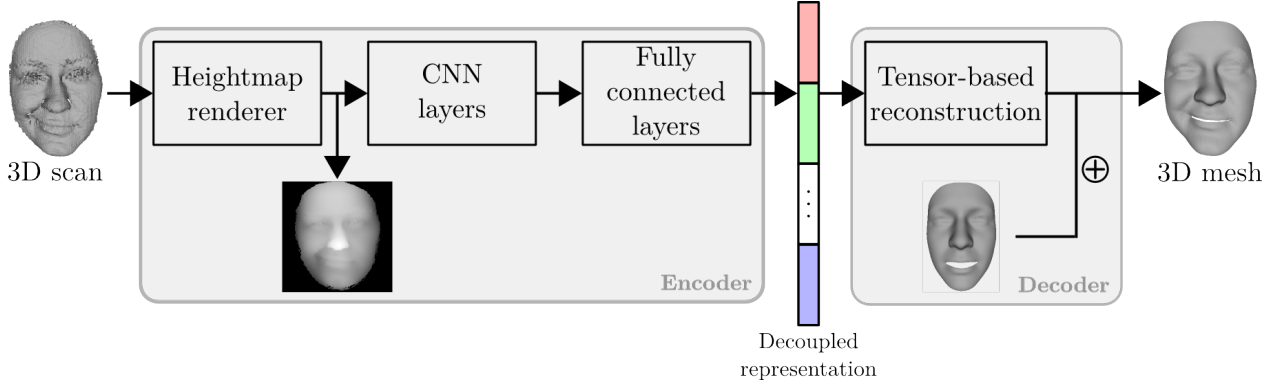 3D scan
Heightmap
renderer
CNN
layers
Fully
connected
layers
Encoder
Decoupled
representation
Tensor-based
reconstruction
Decoder
3D mesh